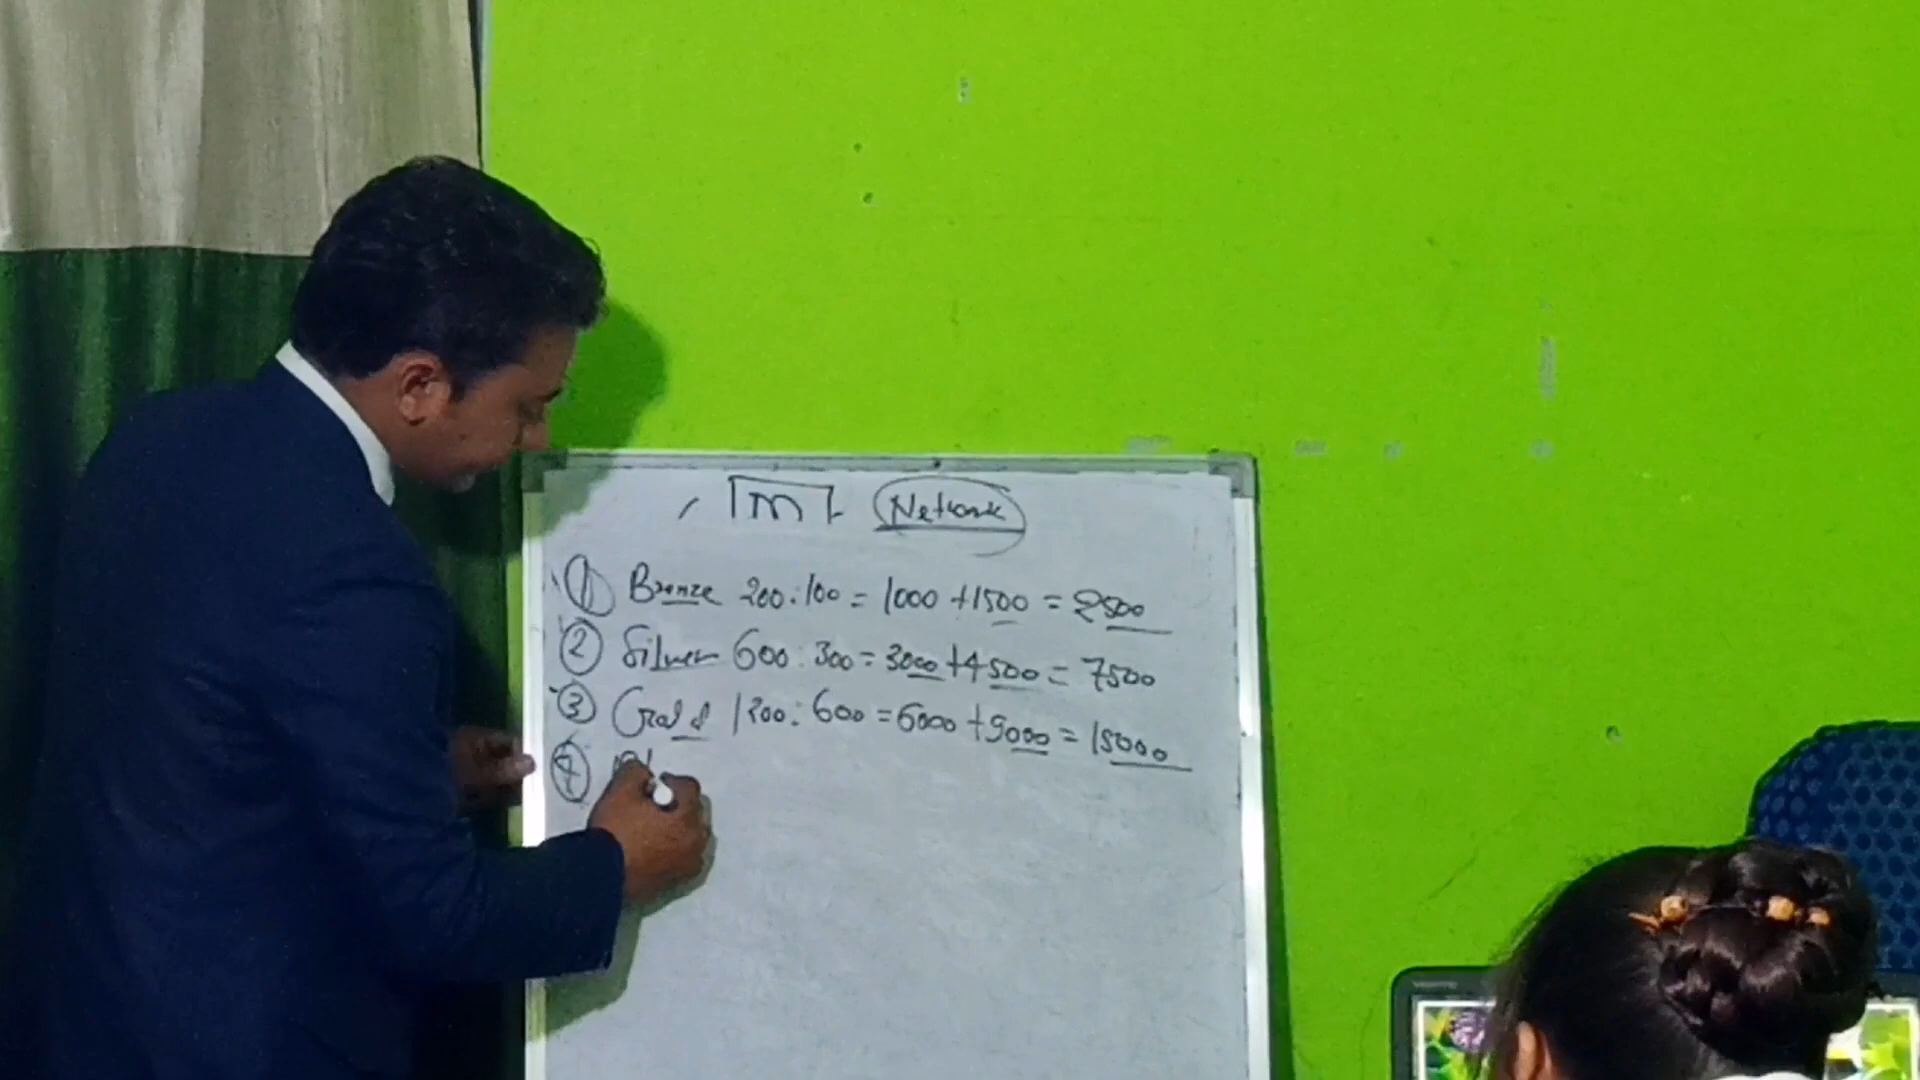 Network
① Bronze 200:100 = 1000 + 1500 = 2500
② Silver 600:300 = 3000 + 4500 = 7500
③ Gold 1200:600 = 6000 + 9000 = 15000
④ Pl